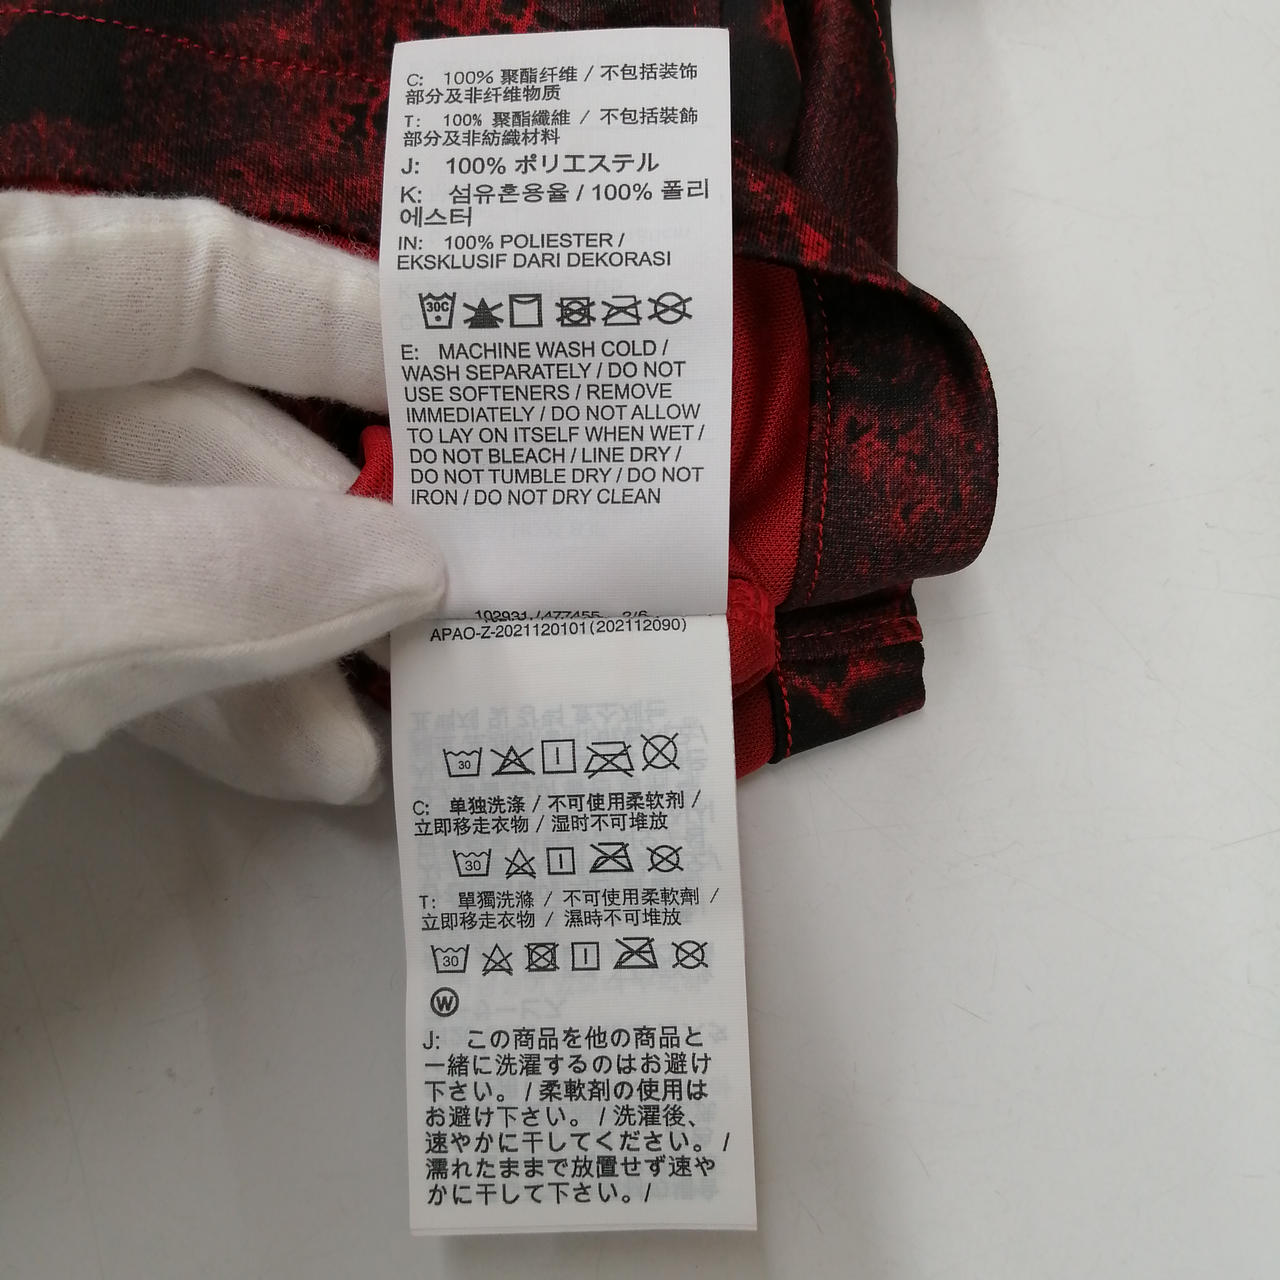 C: 100% 聚酯纤维 / 不包括装饰
部分及非纤维物质
T: 100% 聚酯纖維 / 不包括裝飾
部分及非紡織材料
J: 100% ポリエステル
K: 섬유혼용율 / 100% 폴리
에스터
IN: 100% POLIESTER /
EKSKLUSIF DARI DEKORASI
30C
E: MACHINE WASH COLD /
WASH SEPARATELY / DO NOT
USE SOFTENERS / REMOVE
IMMEDIATELY / DO NOT ALLOW
TO LAY ON ITSELF WHEN WET /
DO NOT BLEACH / LINE DRY /
DO NOT TUMBLE DRY / DO NOT
IRON / DO NOT DRY CLEAN
102931 / 477455 2/6
APAO-Z-2021120101(202112090)
30
C: 单独洗涤 / 不可使用柔软剂 /
立即移走衣物 / 湿时不可堆放
30
T: 單獨洗滌 / 不可使用柔軟劑 /
立即移走衣物 / 濕時不可堆放
30
W
J: この商品を他の商品と
一緒に洗濯するのはお避け
下さい。 / 柔軟剤の使用は
お避け下さい。 / 洗濯後、
速やかに干してください。 /
濡れたままで放置せず速や
かに干して下さい。/